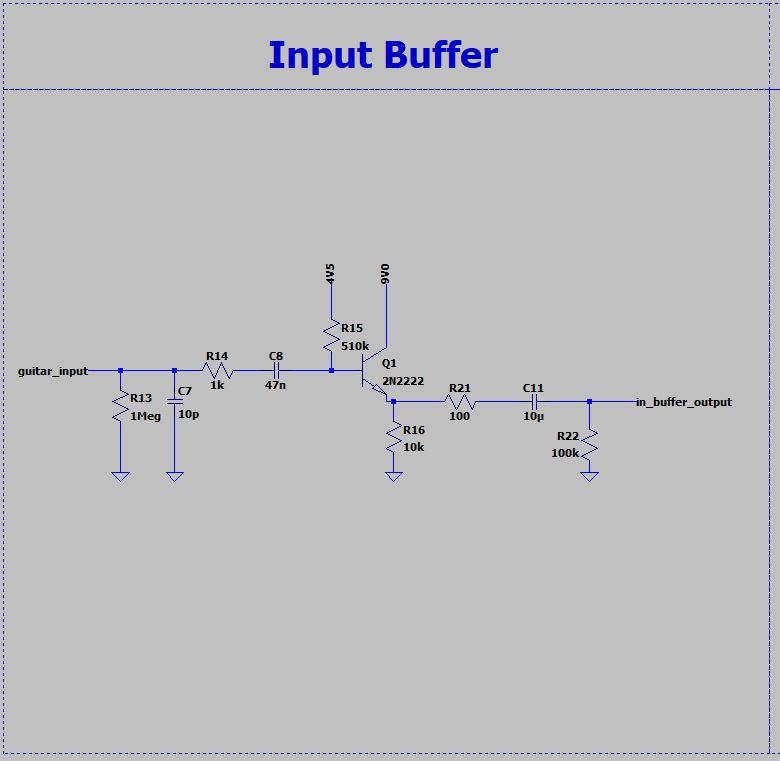 Input Buffer
4V5
9V0
R15
510k
guitar_input
R14
1k
C8
47n
Q1
2N2222
R13
1Meg
C7
10p
R21
100
C11
10µ
in_buffer_output
R16
10k
R22
100k